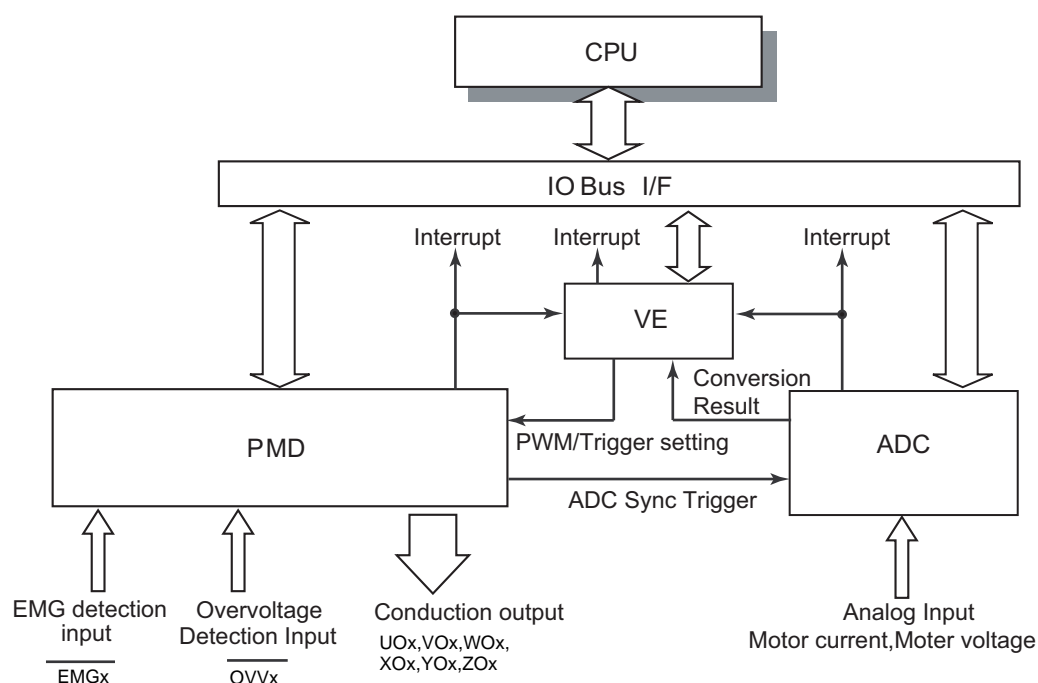 CPU
IO Bus I/F
Interrupt
Interrupt
Interrupt
VE
Conversion
Result
PMD
PWM/Trigger setting
ADC
ADC Sync Trigger
EMG detection
input
EMGx
Overvoltage
Detection Input
OVVx
Conduction output
UOx,VOx,WOx,
XOx,YOx,ZOx
Analog Input
Motor current,Moter voltage